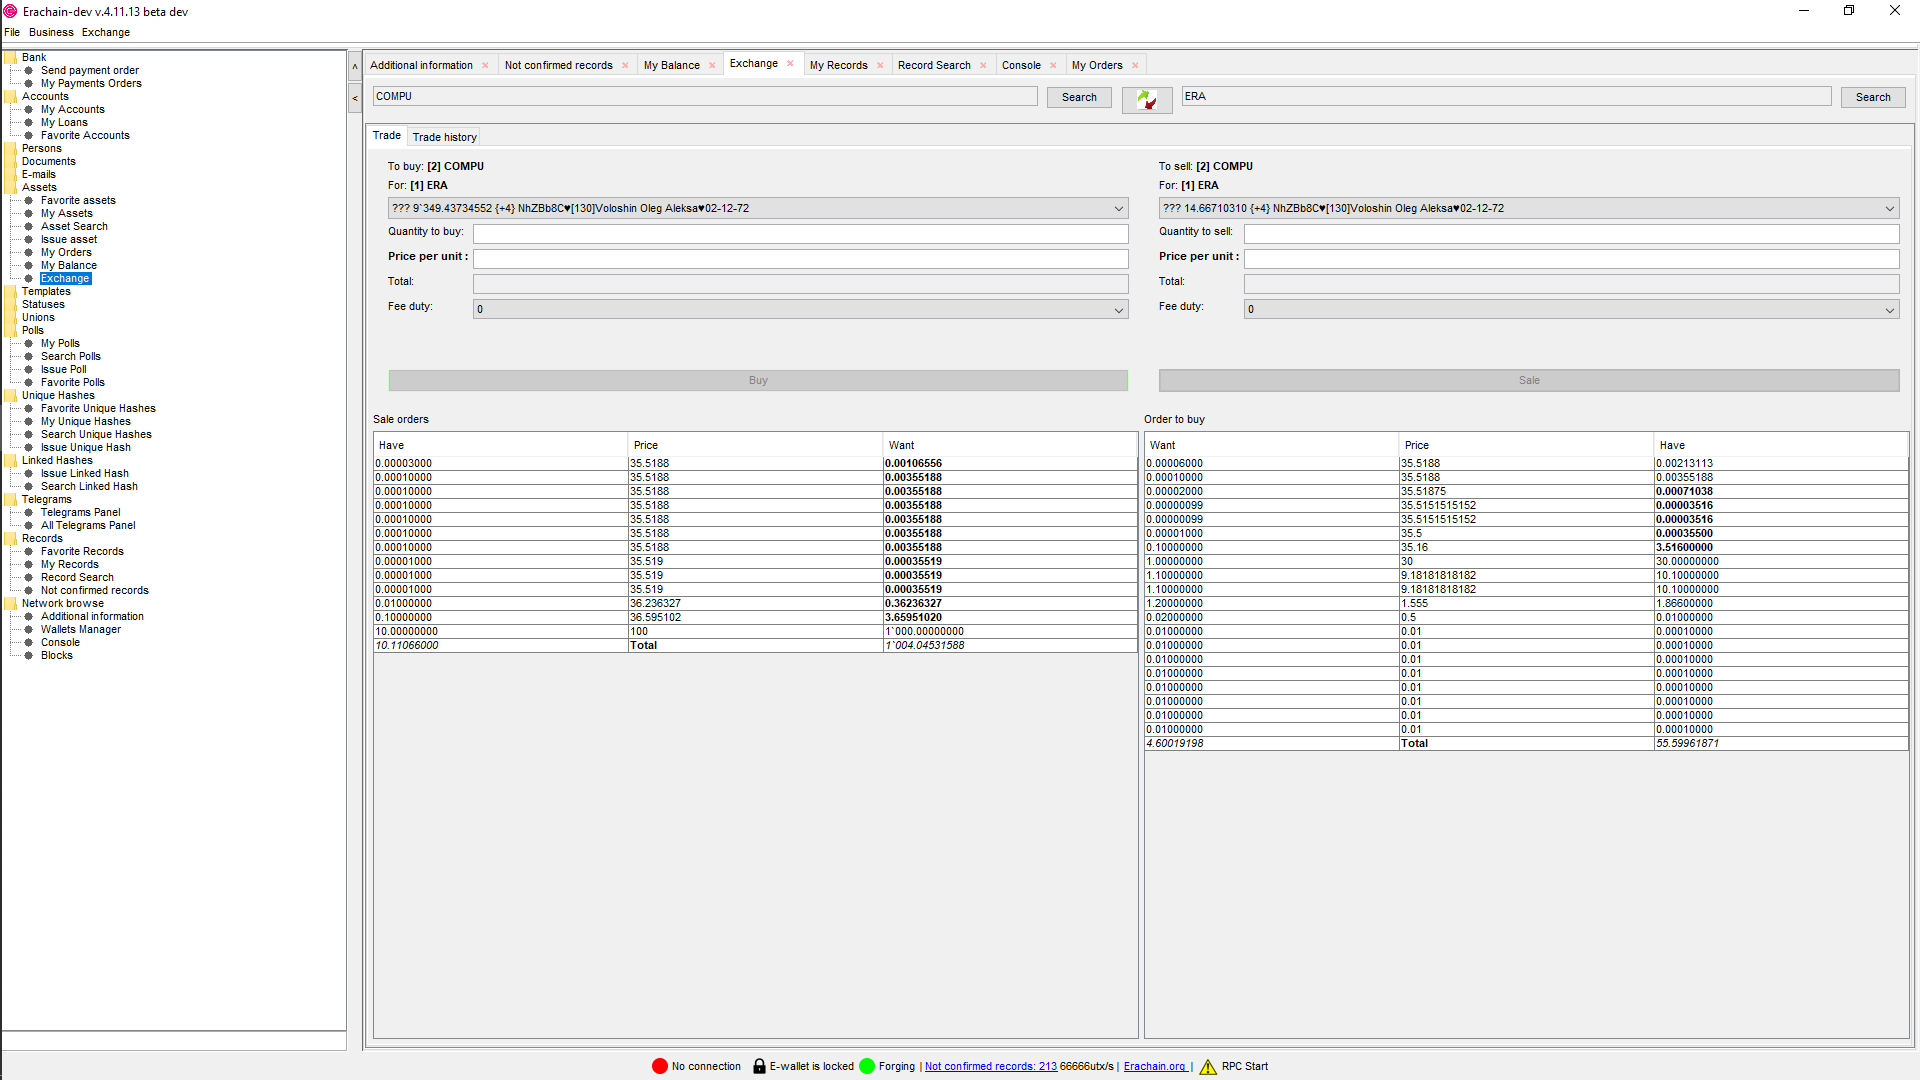 Erachain-dev v.4.11.13 beta dev
File Business Exchange
Bank
Send payment order
My Payments Orders
Accounts
My Accounts
My Loans
Favorite Accounts
Persons
Documents
E-mails
Assets
Favorite assets
My Assets
Asset Search
Issue asset
My Orders
My Balance
Exchange
Templates
Statuses
Unions
Polls
My Polls
Search Polls
Issue Poll
Favorite Polls
Unique Hashes
Favorite Unique Hashes
My Unique Hashes
Search Unique Hashes
Issue Unique Hash
Linked Hashes
Issue Linked Hash
Search Linked Hash
Telegrams
Telegrams Panel
All Telegrams Panel
Records
Favorite Records
My Records
Record Search
Not confirmed records
Network browse
Additional information
Wallets Manager
Console
Blocks
Additional information Not confirmed records My Balance Exchange My Records Record Search Console My Orders
COMPU Search ERA Search
Trade Trade history
To buy: [2] COMPU
For: [1] ERA
??? 9`349.43734552 {+4} NhZBb8C♥[130]Voloshin Oleg Aleksa♥02-12-72
Quantity to buy:
Price per unit :
Total:
Fee duty: 0
Buy
To sell: [2] COMPU
For: [1] ERA
??? 14.66710310 {+4} NhZBb8C♥[130]Voloshin Oleg Aleksa♥02-12-72
Quantity to sell:
Price per unit :
Total:
Fee duty: 0
Sale
Sale orders
Have Price Want
0.00003000 35.5188 0.00106556
0.00010000 35.5188 0.00355188
0.00010000 35.5188 0.00355188
0.00010000 35.5188 0.00355188
0.00010000 35.5188 0.00355188
0.00010000 35.5188 0.00355188
0.00010000 35.5188 0.00355188
0.00001000 35.519 0.00035519
0.00001000 35.519 0.00035519
0.00001000 35.519 0.00035519
0.01000000 36.236327 0.36236327
0.10000000 36.595102 3.65951020
10.00000000 100 1`000.00000000
10.11066000 Total 1`004.04531588
Order to buy
Want Price Have
0.00006000 35.5188 0.00213113
0.00010000 35.5188 0.00355188
0.00002000 35.51875 0.00071038
0.00000099 35.5151515152 0.00003516
0.00000099 35.5151515152 0.00003516
0.00001000 35.5 0.00035500
0.10000000 35.16 3.51600000
1.00000000 30 30.00000000
1.10000000 9.18181818182 10.10000000
1.10000000 9.18181818182 10.10000000
1.20000000 1.555 1.86600000
0.02000000 0.5 0.01000000
0.01000000 0.01 0.00010000
0.01000000 0.01 0.00010000
0.01000000 0.01 0.00010000
0.01000000 0.01 0.00010000
0.01000000 0.01 0.00010000
0.01000000 0.01 0.00010000
0.01000000 0.01 0.00010000
0.01000000 0.01 0.00010000
4.60019198 Total 55.59961871
No connection E-wallet is locked Forging | Not confirmed records: 213 66666utx/s | Erachain.org | RPC Start